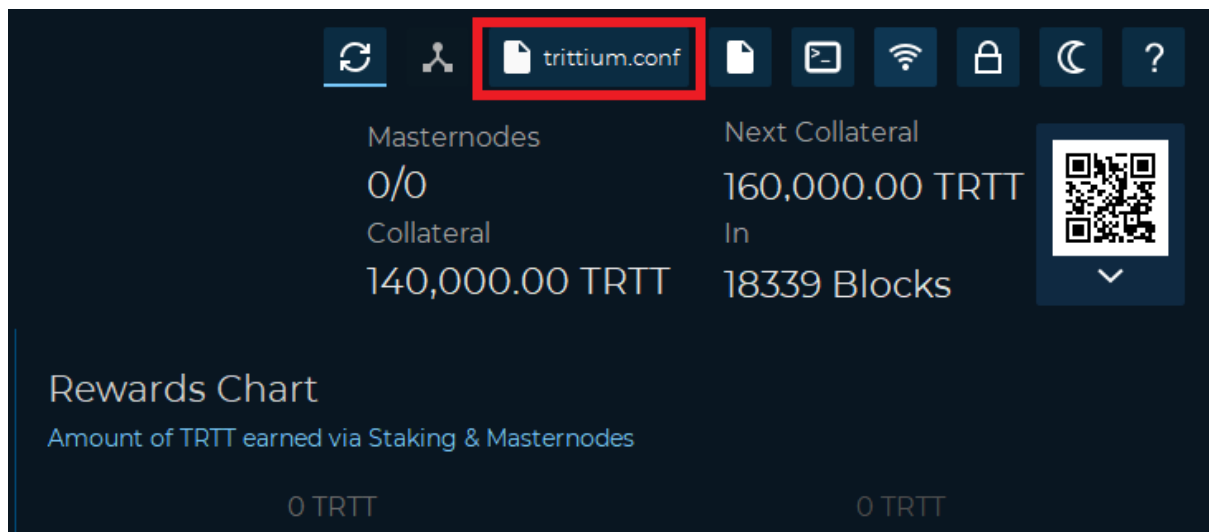 trittium.conf
?
Masternodes
0/0
Collateral
140,000.00 TRTT
Next Collateral
160,000.00 TRTT
In
18339 Blocks
Rewards Chart
Amount of TRTT earned via Staking & Masternodes
0 TRTT
0 TRTT